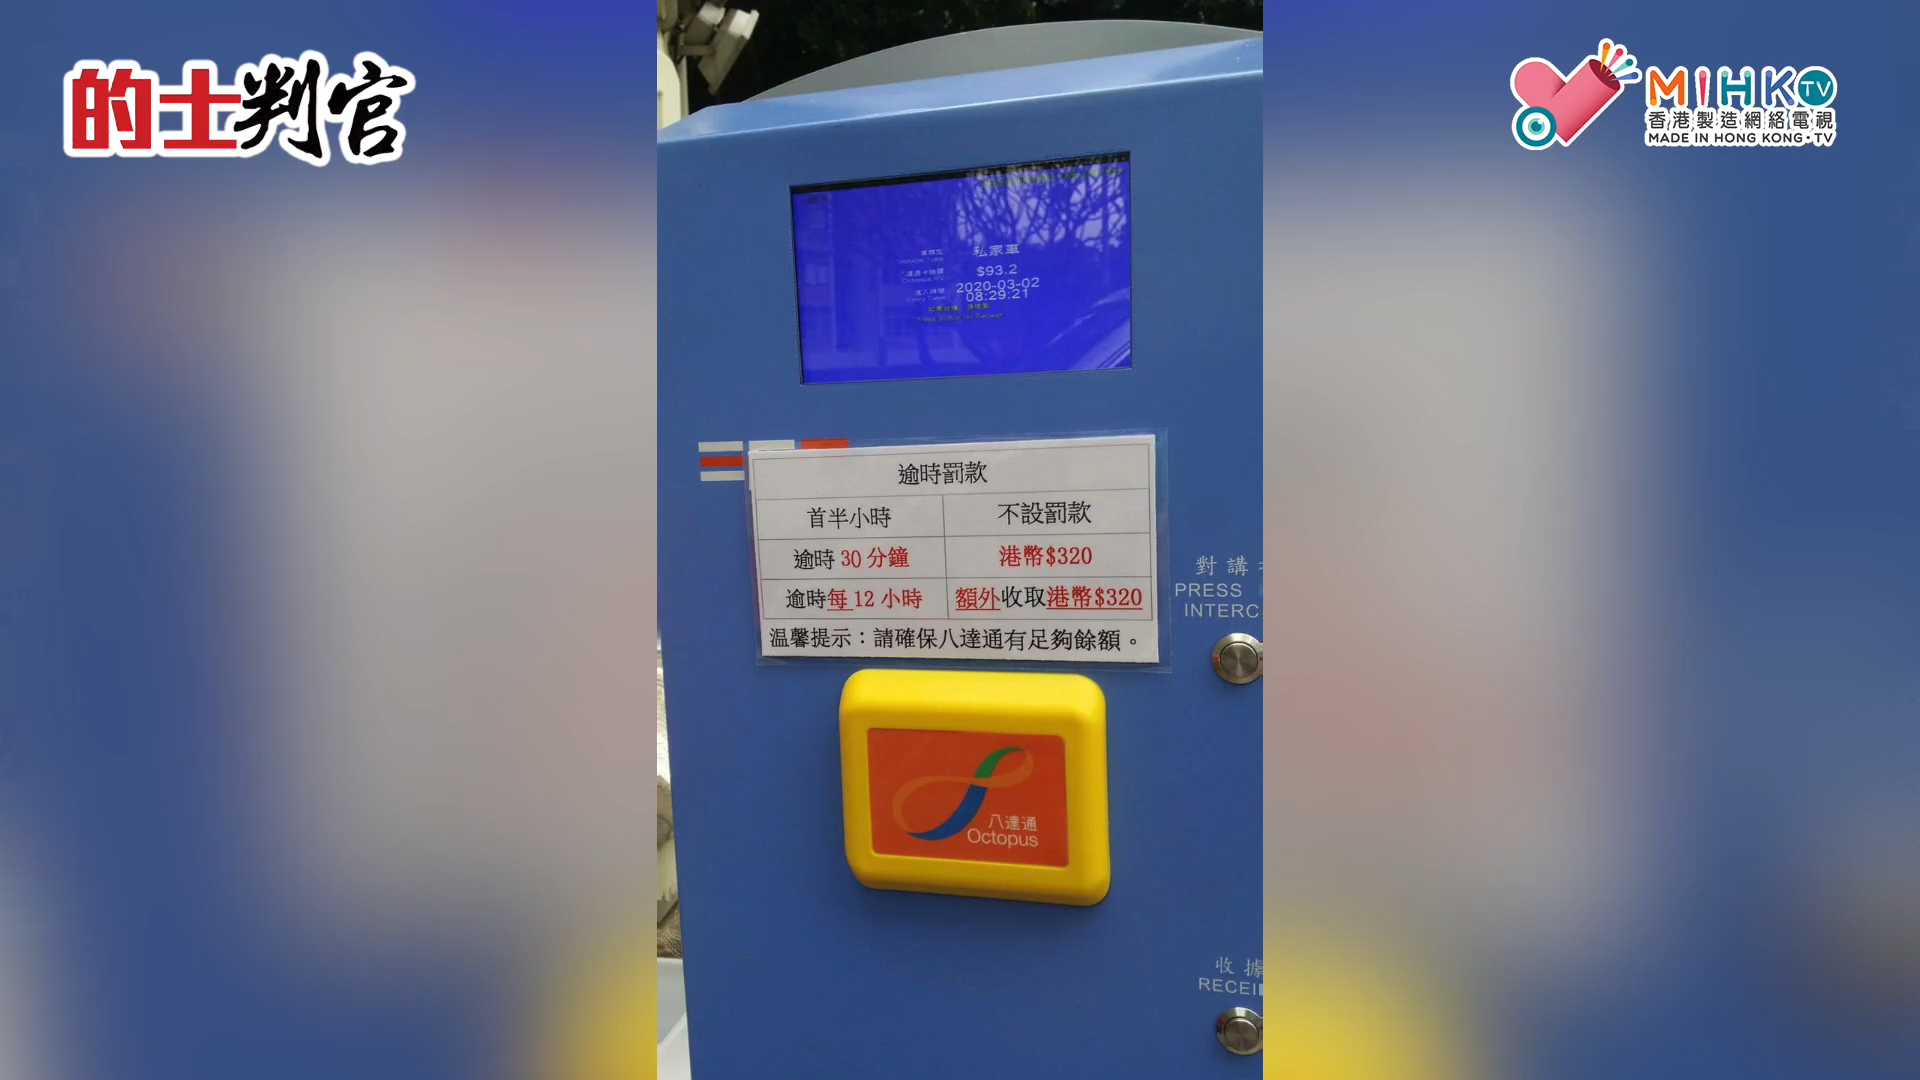 的士判官
MIHK TV
香港製造網絡電視
MADE IN HONG KONG・TV
私家車
$93.2
2020-03-02
08:29:21
逾時罰款
首半小時 不設罰款
逾時 30 分鐘 港幣$320
逾時每 12 小時 額外收取港幣$320
温馨提示：請確保八達通有足夠餘額。
對講
PRESS
INTERC
八達通
Octopus
收據
RECEI